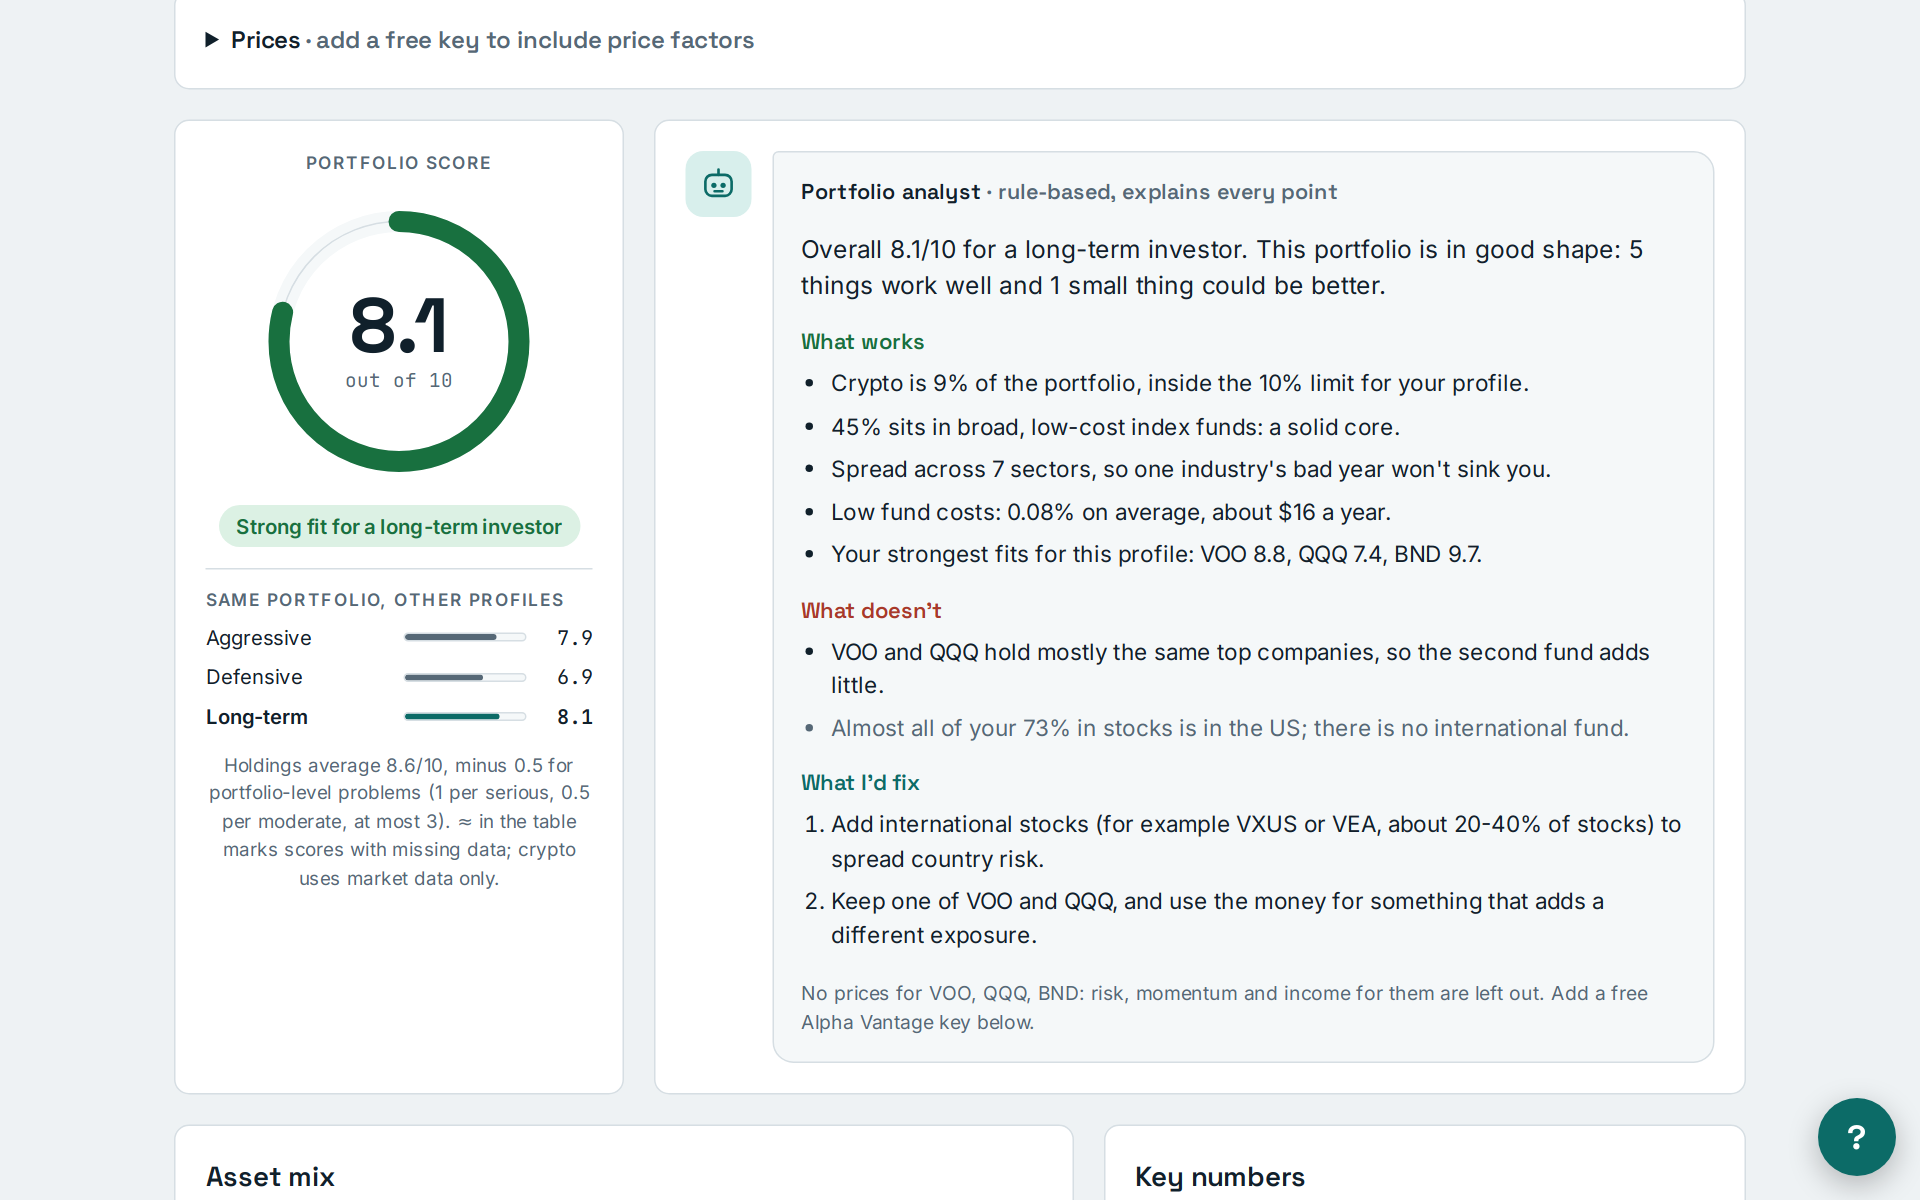 Prices · add a free key to include price factors
PORTFOLIO SCORE
8.1
out of 10
Strong fit for a long-term investor
SAME PORTFOLIO, OTHER PROFILES
Aggressive 7.9
Defensive 6.9
Long-term 8.1
Holdings average 8.6/10, minus 0.5 for
portfolio-level problems (1 per serious, 0.5
per moderate, at most 3). ≈ in the table
marks scores with missing data; crypto
uses market data only.
Portfolio analyst · rule-based, explains every point
Overall 8.1/10 for a long-term investor. This portfolio is in good shape: 5
things work well and 1 small thing could be better.
What works
• Crypto is 9% of the portfolio, inside the 10% limit for your profile.
• 45% sits in broad, low-cost index funds: a solid core.
• Spread across 7 sectors, so one industry's bad year won't sink you.
• Low fund costs: 0.08% on average, about $16 a year.
• Your strongest fits for this profile: VOO 8.8, QQQ 7.4, BND 9.7.
What doesn’t
• VOO and QQQ hold mostly the same top companies, so the second fund adds
little.
• Almost all of your 73% in stocks is in the US; there is no international fund.
What I’d fix
1. Add international stocks (for example VXUS or VEA, about 20-40% of stocks) to
spread country risk.
2. Keep one of VOO and QQQ, and use the money for something that adds a
different exposure.
No prices for VOO, QQQ, BND: risk, momentum and income for them are left out. Add a free
Alpha Vantage key below.
Asset mix
Key numbers
?